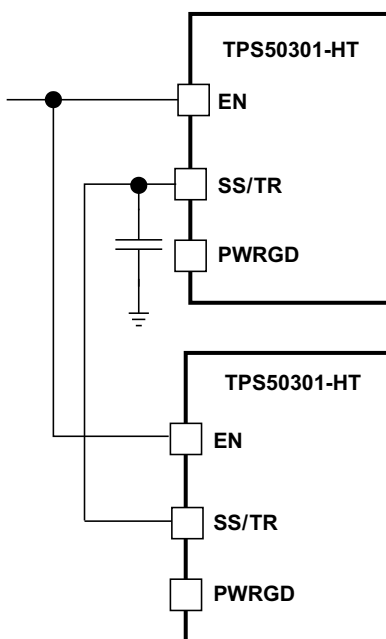 TPS50301-HT
EN
SS/TR
PWRGD
TPS50301-HT
EN
SS/TR
PWRGD